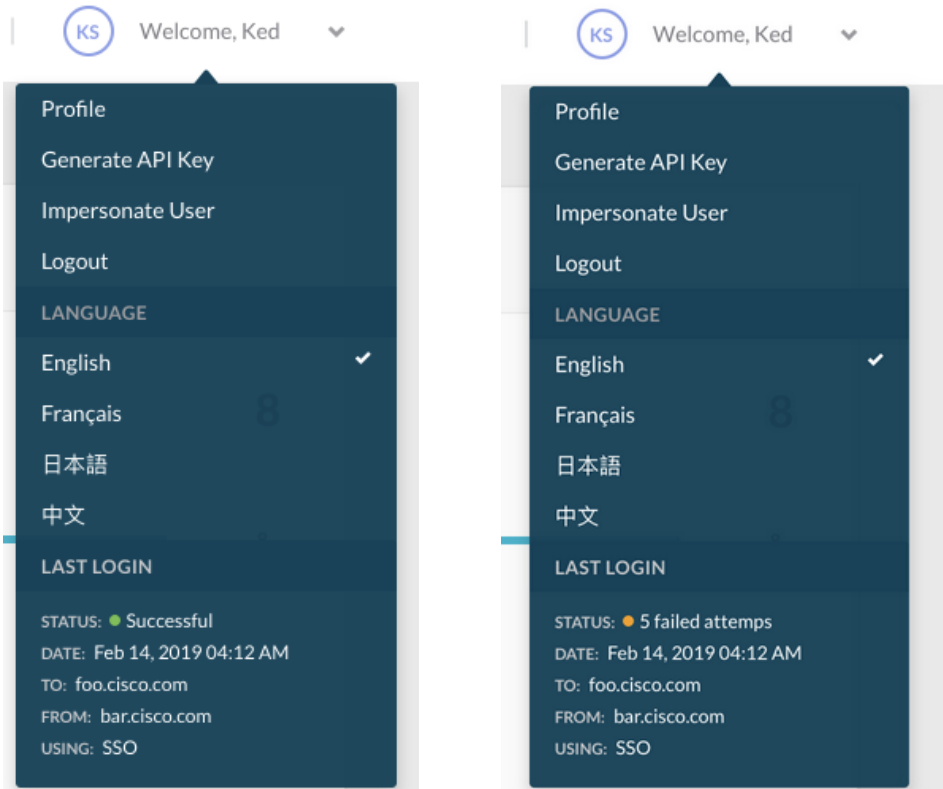 KS Welcome, Ked
Profile
Generate API Key
Impersonate User
Logout
LANGUAGE
English
Français
日本語
中文
LAST LOGIN
STATUS: Successful
DATE: Feb 14, 2019 04:12 AM
TO: foo.cisco.com
FROM: bar.cisco.com
USING: SSO
KS Welcome, Ked
Profile
Generate API Key
Impersonate User
Logout
LANGUAGE
English
Français
日本語
中文
LAST LOGIN
STATUS: 5 failed attemps
DATE: Feb 14, 2019 04:12 AM
TO: foo.cisco.com
FROM: bar.cisco.com
USING: SSO